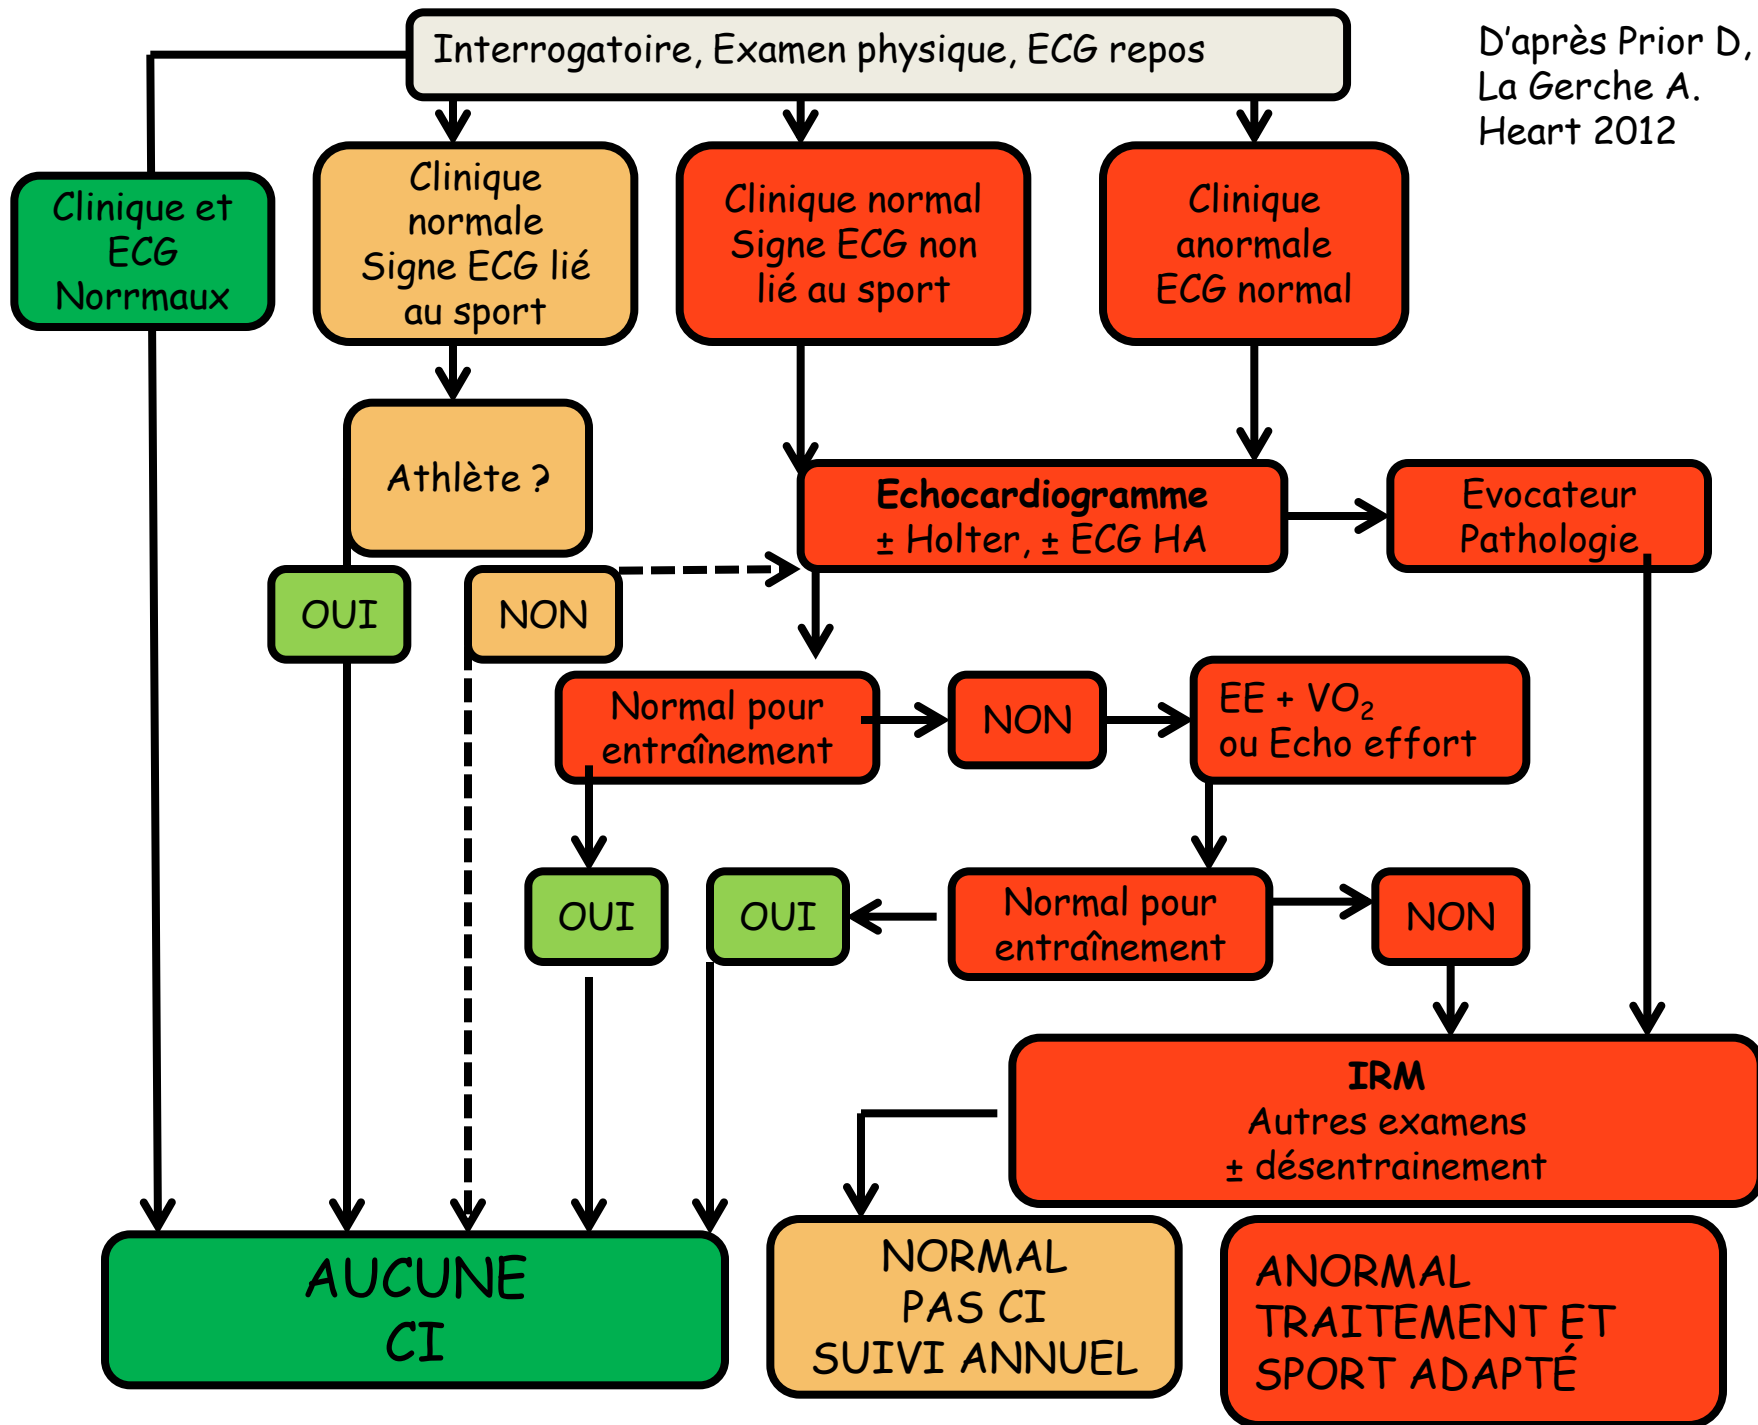 Interrogatoire, Examen physique, ECG repos
D'après Prior D,
La Gerche A.
Heart 2012
Clinique et
ECG
Norrmaux
Clinique
normale
Signe ECG lié
au sport
Clinique normal
Signe ECG non
lié au sport
Clinique
anormale
ECG normal
Athlète ?
Echocardiogramme
± Holter, ± ECG HA
Evocateur
Pathologie
OUI
NON
Normal pour
entraînement
NON
EE + VO₂
ou Echo effort
OUI
OUI
Normal pour
entraînement
NON
IRM
Autres examens
± désentrainement
AUCUNE
CI
NORMAL
PAS CI
SUIVI ANNUEL
ANORMAL
TRAITEMENT ET
SPORT ADAPTÉ